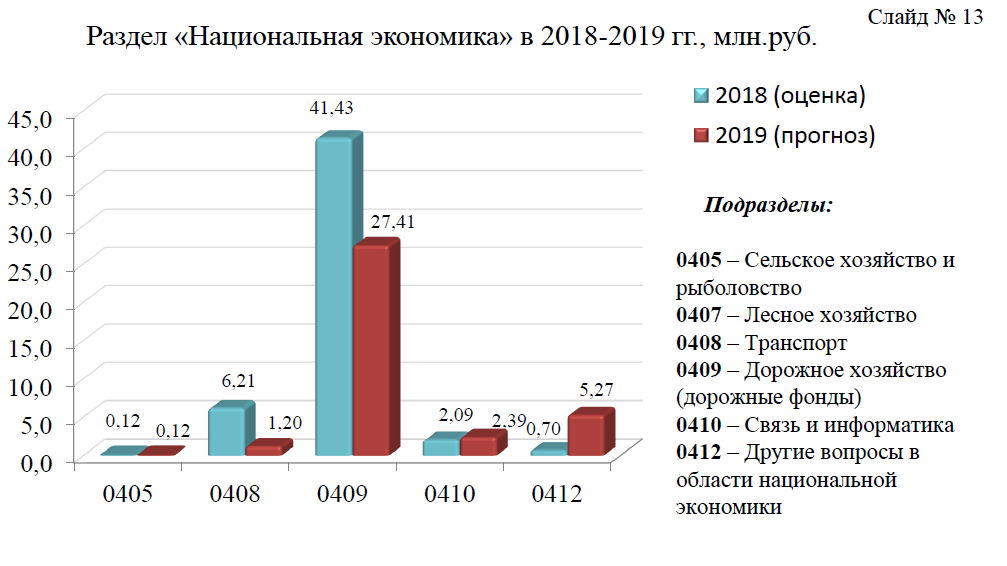 Слайд № 13
Раздел «Национальная экономика» в 2018-2019 гг., млн.руб.
2018 (оценка)
2019 (прогноз)
45,0
40,0
35,0
30,0
25,0
20,0
15,0
10,0
5,0
0,0
0,12
0,12
6,21
1,20
41,43
27,41
2,09
2,39
0,70
5,27
0405
0408
0409
0410
0412
Подразделы:
0405 – Сельское хозяйство и
рыболовство
0407 – Лесное хозяйство
0408 – Транспорт
0409 – Дорожное хозяйство
(дорожные фонды)
0410 – Связь и информатика
0412 – Другие вопросы в
области национальной
экономики